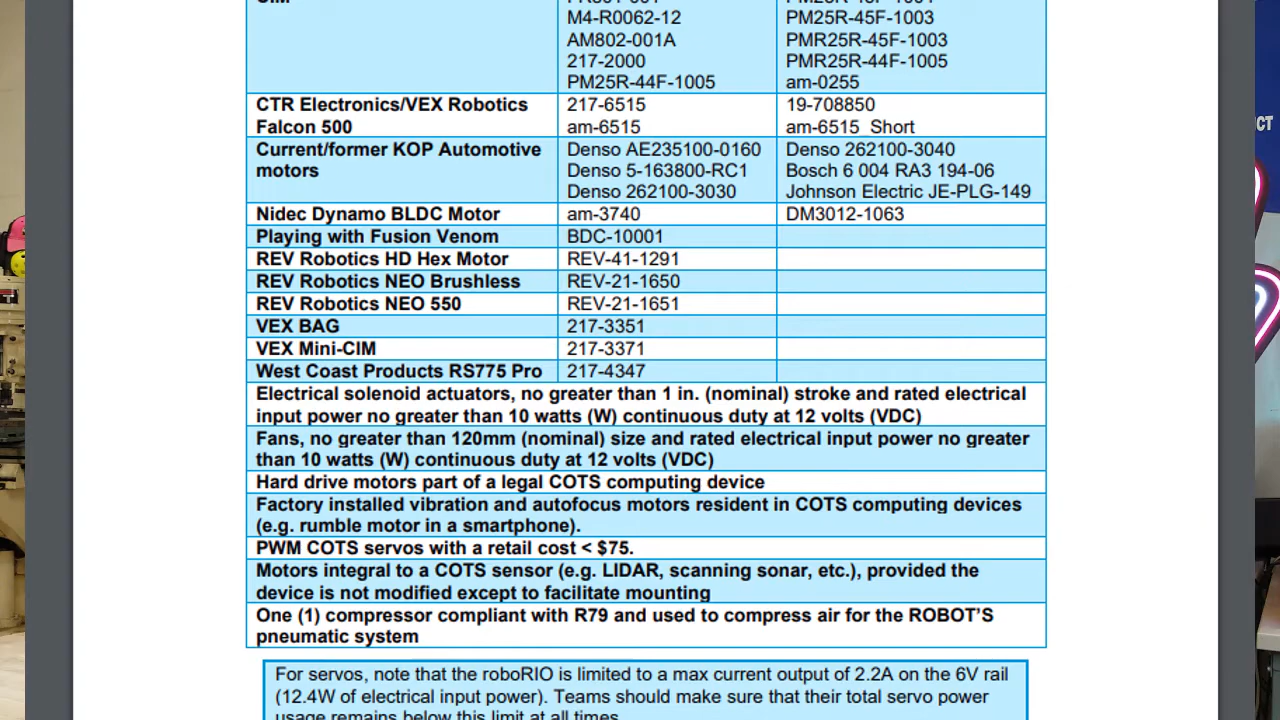 M4-R0062-12 PM25R-45F-1003
AM802-001A PMR25R-45F-1003
217-2000 PMR25R-44F-1005
PM25R-44F-1005 am-0255
CTR Electronics/VEX Robotics 217-6515 19-708850
Falcon 500 am-6515 am-6515 Short
Current/former KOP Automotive Denso AE235100-0160 Denso 262100-3040
motors Denso 5-163800-RC1 Bosch 6 004 RA3 194-06
Denso 262100-3030 Johnson Electric JE-PLG-149
Nidec Dynamo BLDC Motor am-3740 DM3012-1063
Playing with Fusion Venom BDC-10001
REV Robotics HD Hex Motor REV-41-1291
REV Robotics NEO Brushless REV-21-1650
REV Robotics NEO 550 REV-21-1651
VEX BAG 217-3351
VEX Mini-CIM 217-3371
West Coast Products RS775 Pro 217-4347
Electrical solenoid actuators, no greater than 1 in. (nominal) stroke and rated electrical
input power no greater than 10 watts (W) continuous duty at 12 volts (VDC)
Fans, no greater than 120mm (nominal) size and rated electrical input power no greater
than 10 watts (W) continuous duty at 12 volts (VDC)
Hard drive motors part of a legal COTS computing device
Factory installed vibration and autofocus motors resident in COTS computing devices
(e.g. rumble motor in a smartphone).
PWM COTS servos with a retail cost < $75.
Motors integral to a COTS sensor (e.g. LIDAR, scanning sonar, etc.), provided the
device is not modified except to facilitate mounting
One (1) compressor compliant with R79 and used to compress air for the ROBOT'S
pneumatic system
For servos, note that the roboRIO is limited to a max current output of 2.2A on the 6V rail
(12.4W of electrical input power). Teams should make sure that their total servo power
usage remains below this limit at all times.